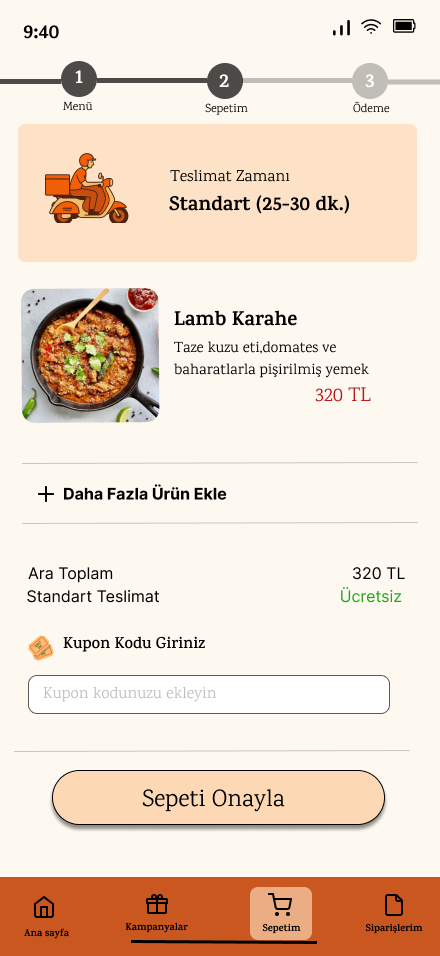 9:40
1 2 3
Menü Sepetim Ödeme
Teslimat Zamanı
Standart (25-30 dk.)
Lamb Karahe
Taze kuzu eti,domates ve
baharatlarla pişirilmiş yemek
320 TL
Daha Fazla Ürün Ekle
Ara Toplam 320 TL
Standart Teslimat Ücretsiz
Kupon Kodu Giriniz
Kupon kodunuzu ekleyin
Sepeti Onayla
Ana sayfa Kampanyalar Sepetim Siparişlerim